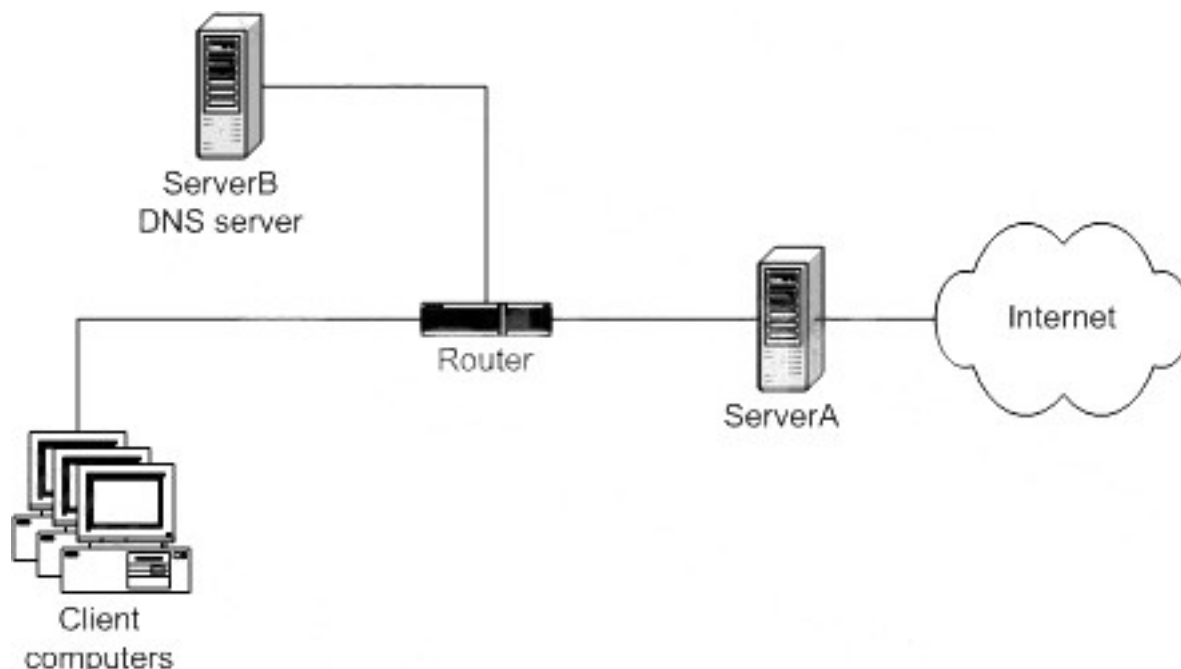 ServerB
DNS server
Router
ServerA
Internet
Client
computers